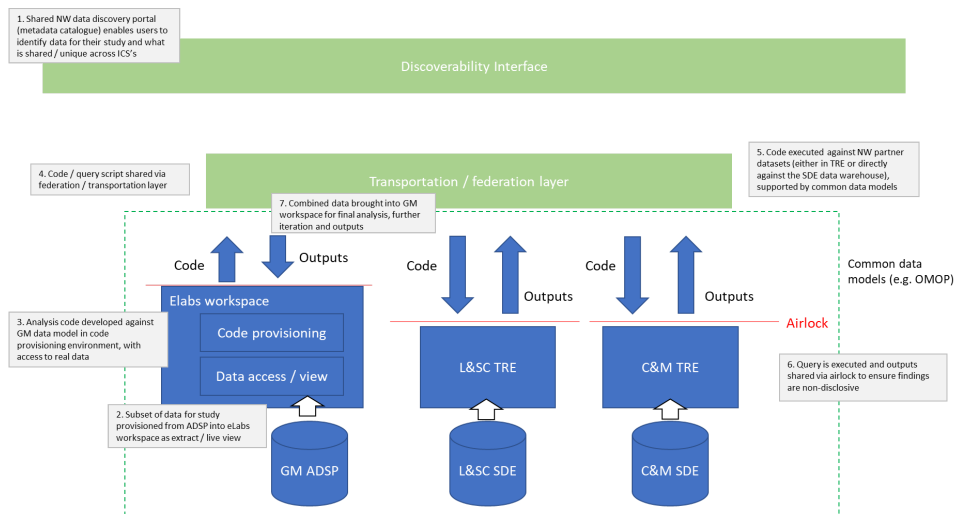 1. Shared NW data discovery portal
(metadata catalogue) enables users to
identify data for their study and what
is shared / unique across ICS's
Discoverability Interface
4. Code / query script shared via
federation / transportation layer
Transportation / federation layer
5. Code executed against NW partner
datasets (either in TRE or directly
against the SDE data warehouse),
supported by common data models
7. Combined data brought into GM
workspace for final analysis, further
iteration and outputs
Code
Outputs
Code
Outputs
Code
Outputs
Common data
models (e.g. OMOP)
Elabs workspace
Code provisioning
Data access / view
3. Analysis code developed against
GM data model in code
provisioning environment, with
access to real data
L&SC TRE
C&M TRE
Airlock
6. Query is executed and outputs
shared via airlock to ensure findings
are non-disclosive
2. Subset of data for study
provisioned from ADSP into eLabs
workspace as extract / live view
GM ADSP
L&SC SDE
C&M SDE